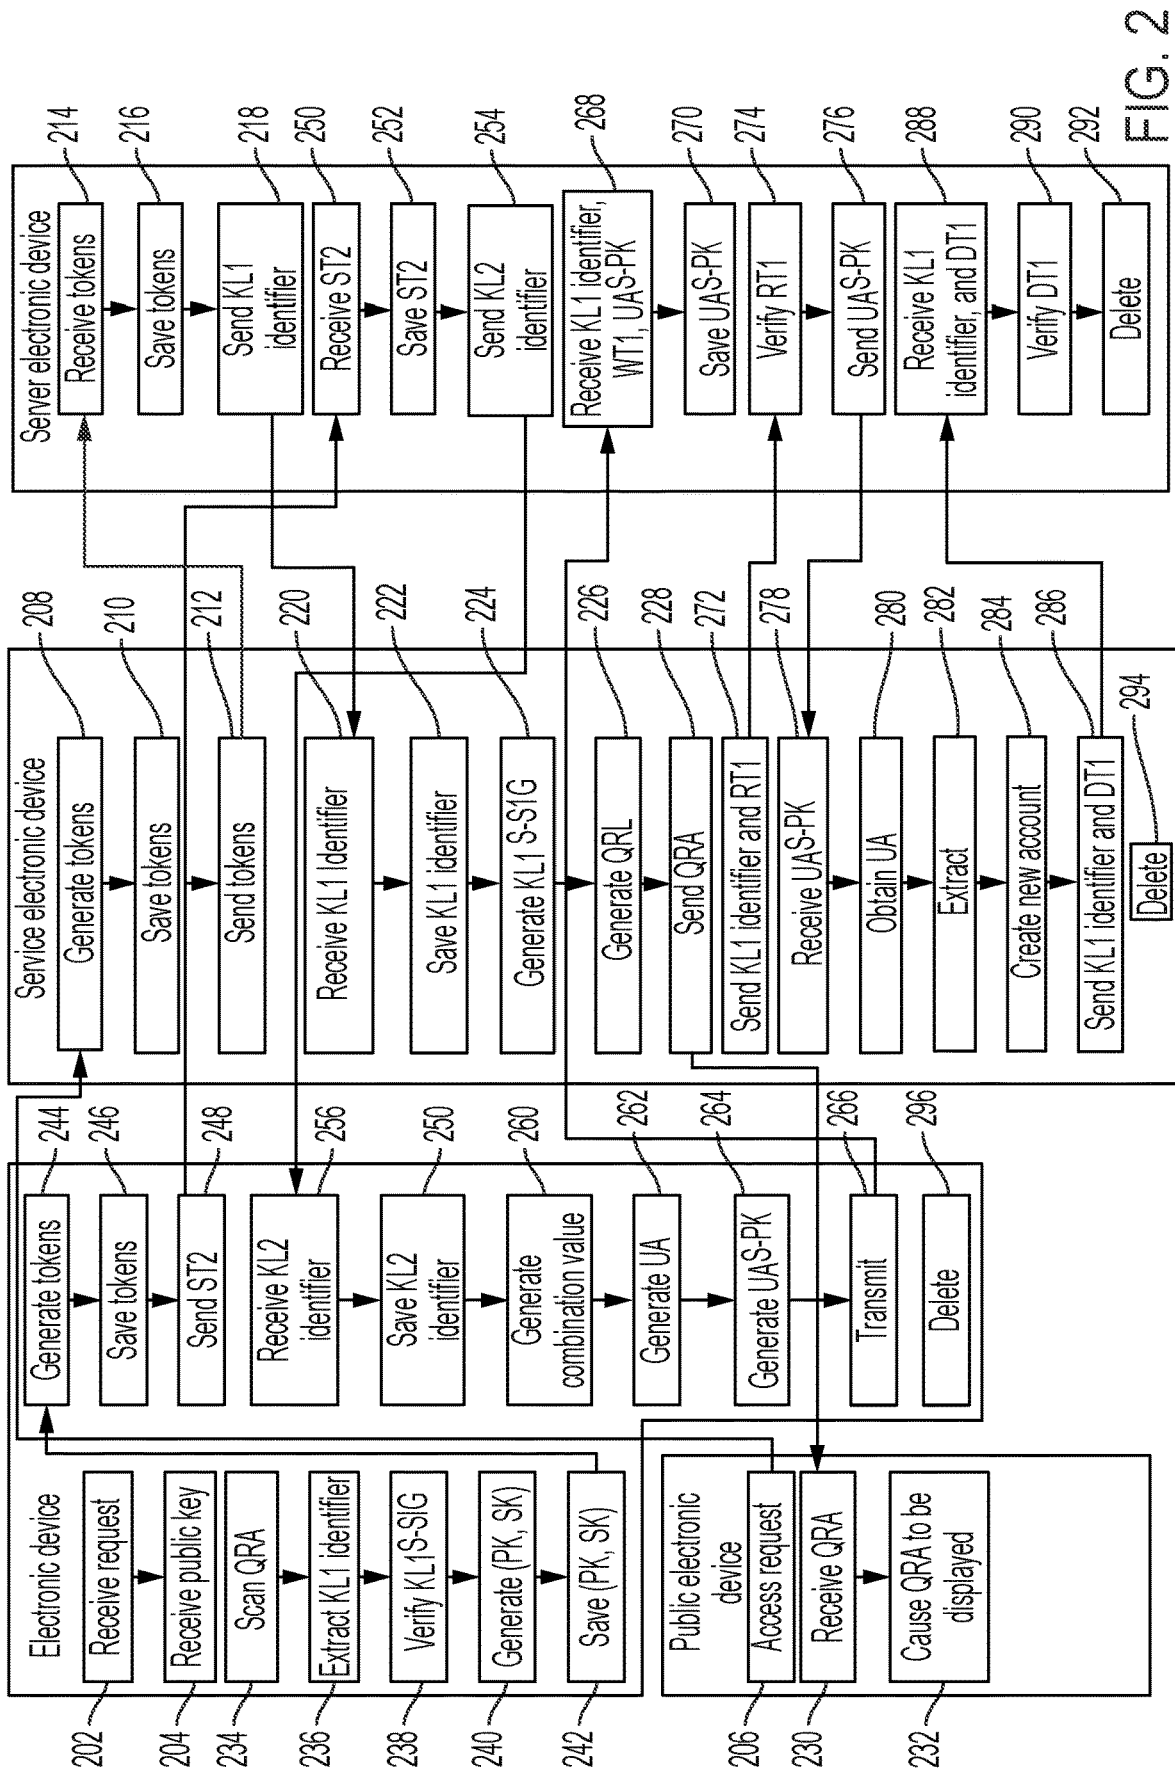 Electronic device
202
Receive request
204
Receive public key
234
Scan QRA
236
Extract KL1 identifier
238
Verify KL1S-SIG
240
Generate (PK, SK)
242
Save (PK, SK)
Generate tokens
244
Save tokens
246
Send ST2
248
Receive KL2
identifier
256
Save KL2
identifier
250
Generate
combination value
260
Generate UA
262
Generate UAS-PK
264
Transmit
266
Delete
296
Public electronic
device
206
Access request
230
Receive QRA
232
Cause QRA to be
displayed
Service electronic device
Generate tokens
208
Save tokens
210
Send tokens
212
Receive KL1 Identifier
220
Save KL1 identifier
222
Generate KL1 S-S1G
224
Generate QRL
226
Send QRA
228
Send KL1 identifier and RT1
272
Receive UAS-PK
278
Obtain UA
280
Extract
282
Create new account
284
Send KL1 identifier and DT1
286
Delete
294
Server electronic device
Receive tokens
214
Save tokens
216
Send KL1
identifier
218
Receive ST2
250
Save ST2
252
Send KL2
identifier
254
Receive KL1 identifier,
WT1, UAS-PK
268
Save UAS-PK
270
Verify RT1
274
Send UAS-PK
276
Receive KL1
identifier, and DT1
288
Verify DT1
290
Delete
292
FIG. 2